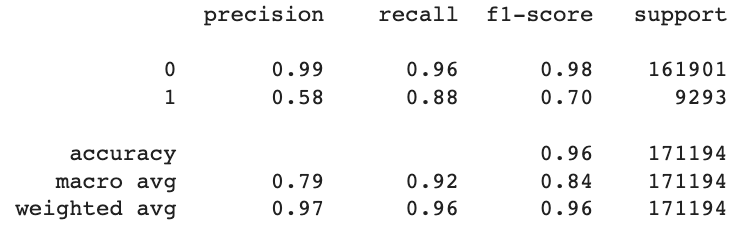 precision recall f1-score support
0 0.99 0.96 0.98 161901
1 0.58 0.88 0.70 9293
accuracy 0.96 171194
macro avg 0.79 0.92 0.84 171194
weighted avg 0.97 0.96 0.96 171194